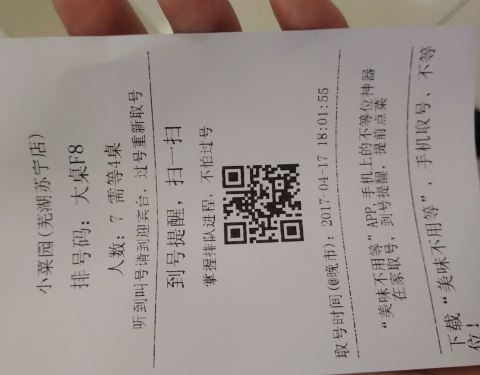 小菜园(芜湖苏宁店)
排号码: 大桌F8
人数: 7 需等4桌
听到叫号请到迎宾台, 过号重新取号
到号提醒, 扫一扫
掌握排队进程, 不怕过号
取号时间(@晚市): 2017-04-17 18:01:55
“美味不用等”APP,手机上的不等位神器
在家取号, 到号提醒, 提前点菜
下载“美味不用等”, 手机取号、不等
位!